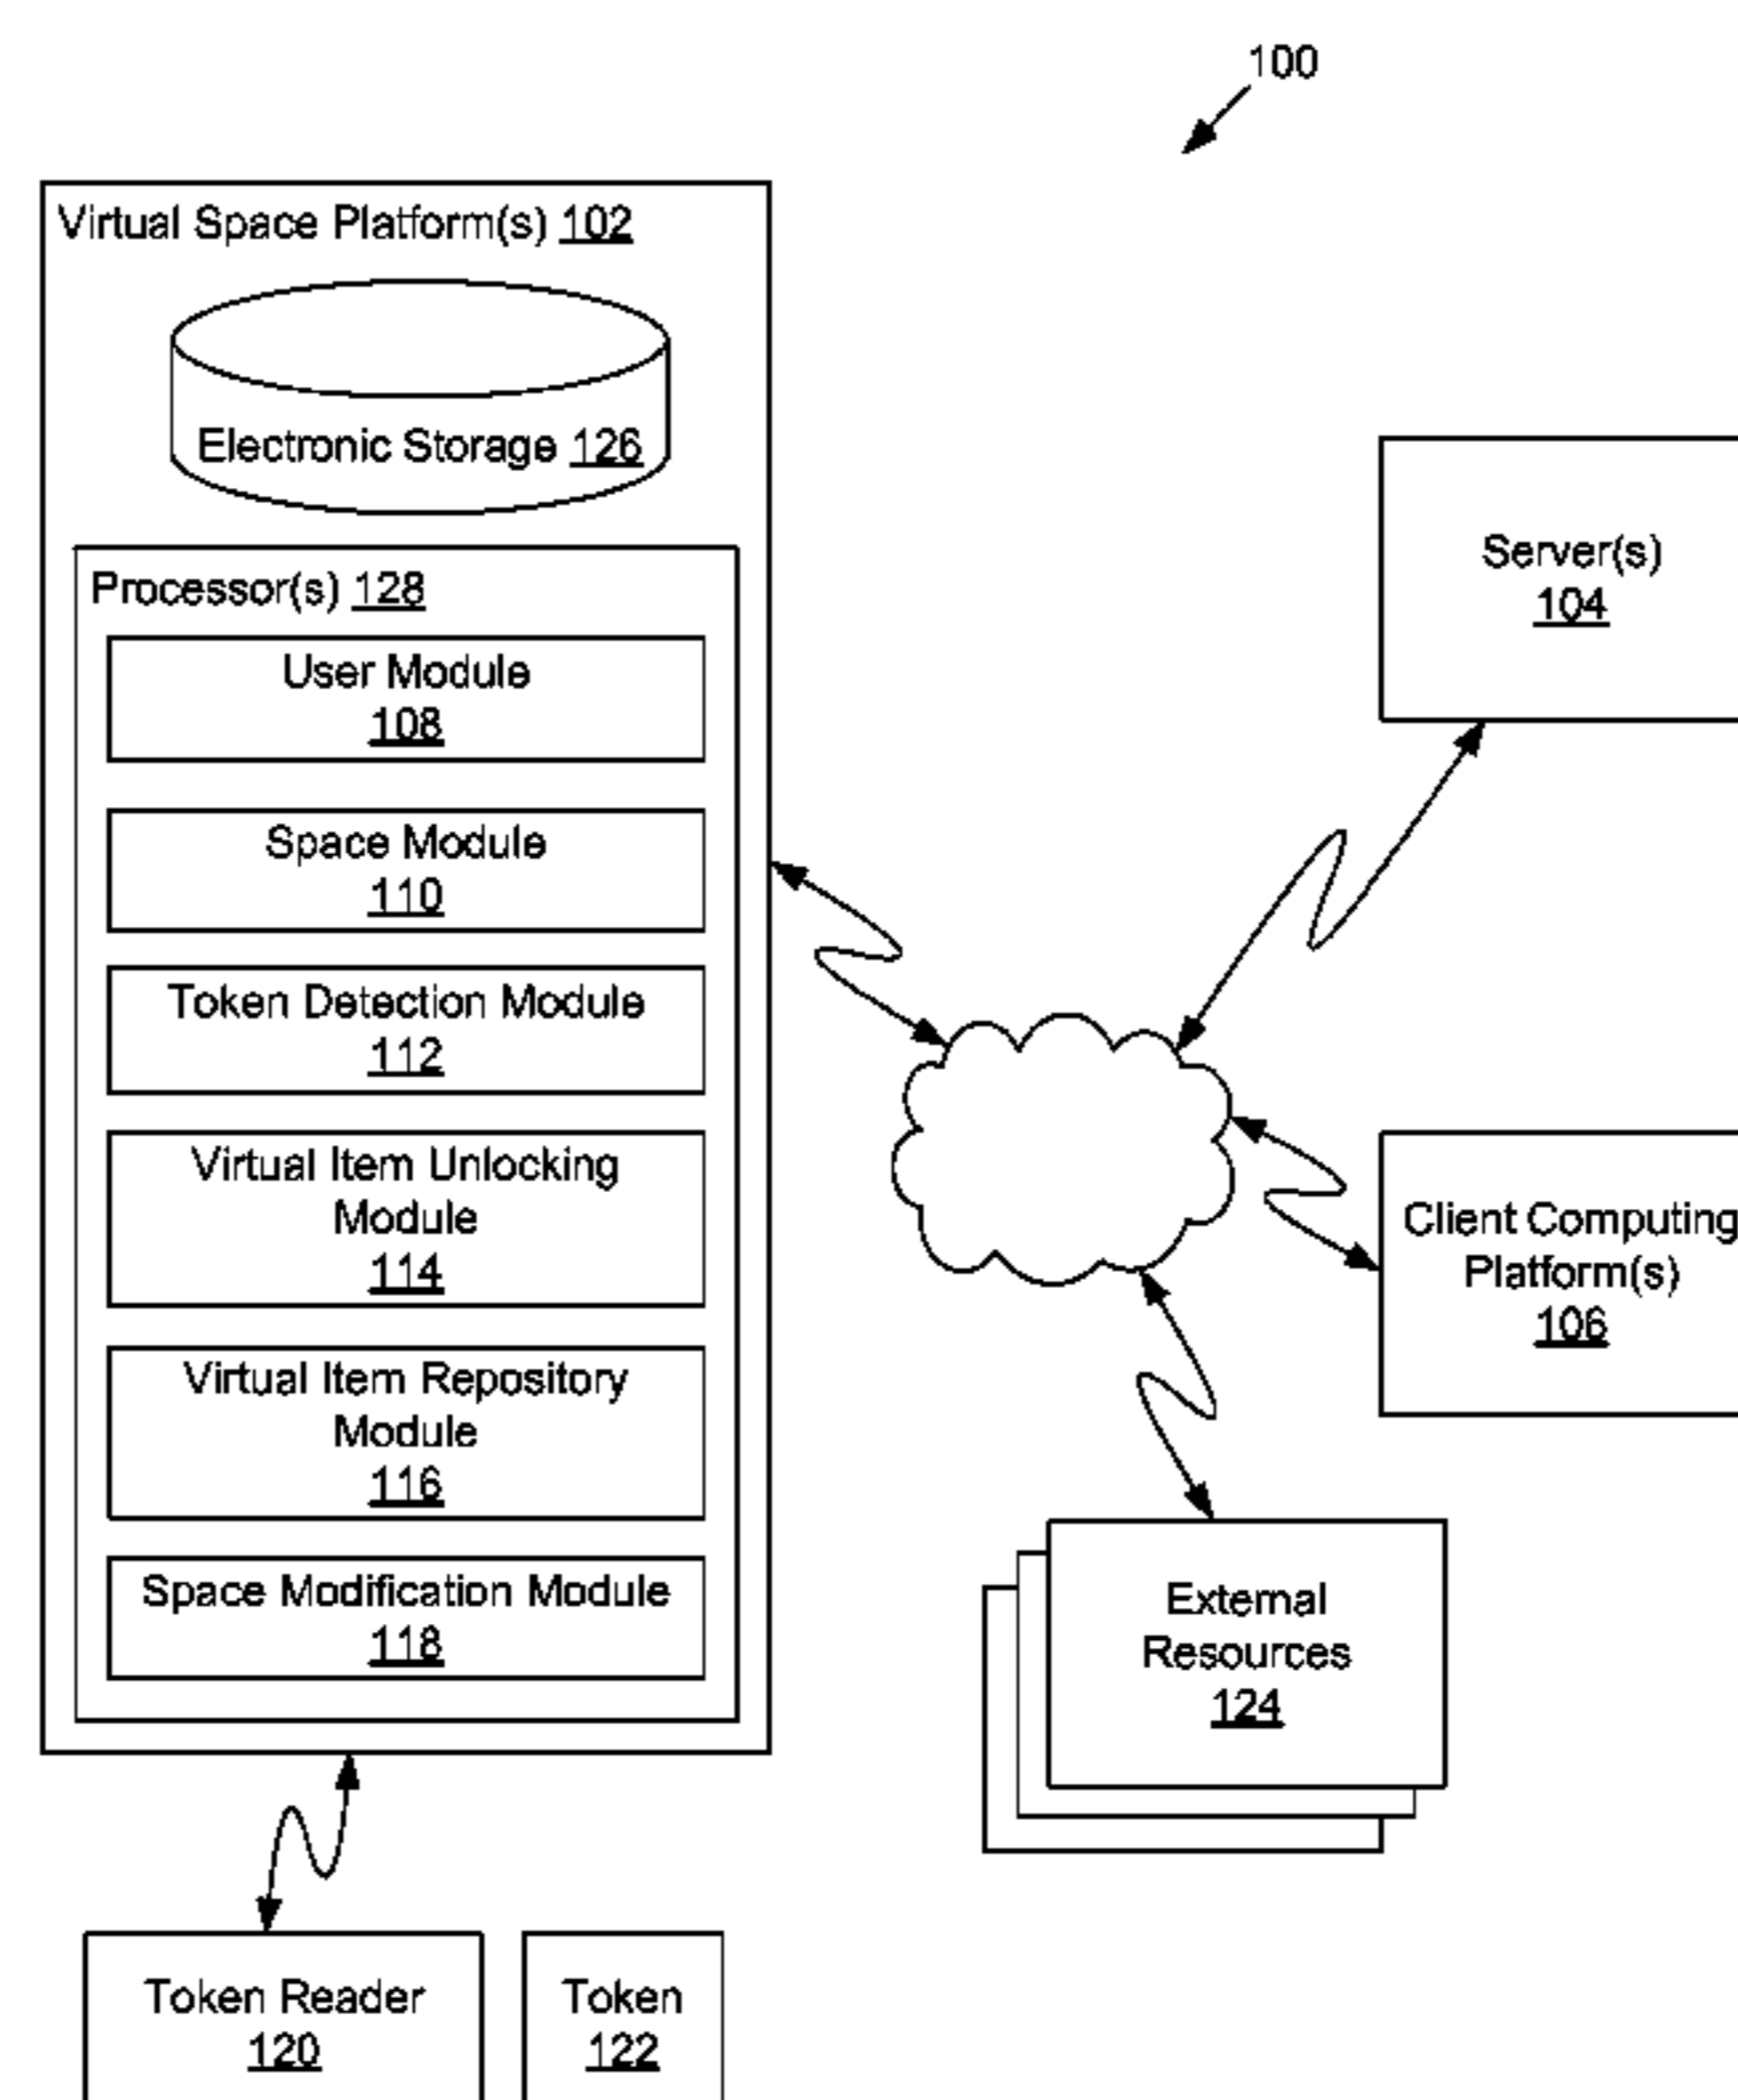 100
Virtual Space Platform(s) 102
Electronic Storage 126
Processor(s) 128
User Module
108
Space Module
110
Token Detection Module
112
Virtual Item Unlocking
Module
114
Virtual Item Repository
Module
116
Space Modification Module
118
Server(s)
104
Client Computing
Platform(s)
106
External
Resources
124
Token Reader
120
Token
122